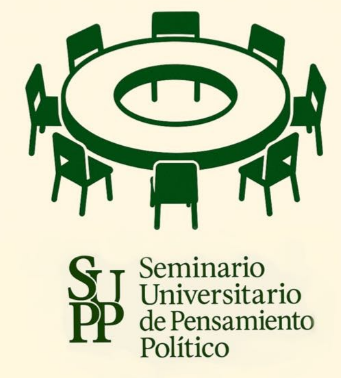 SU
PP
Seminario
Universitario
de Pensamiento
Político